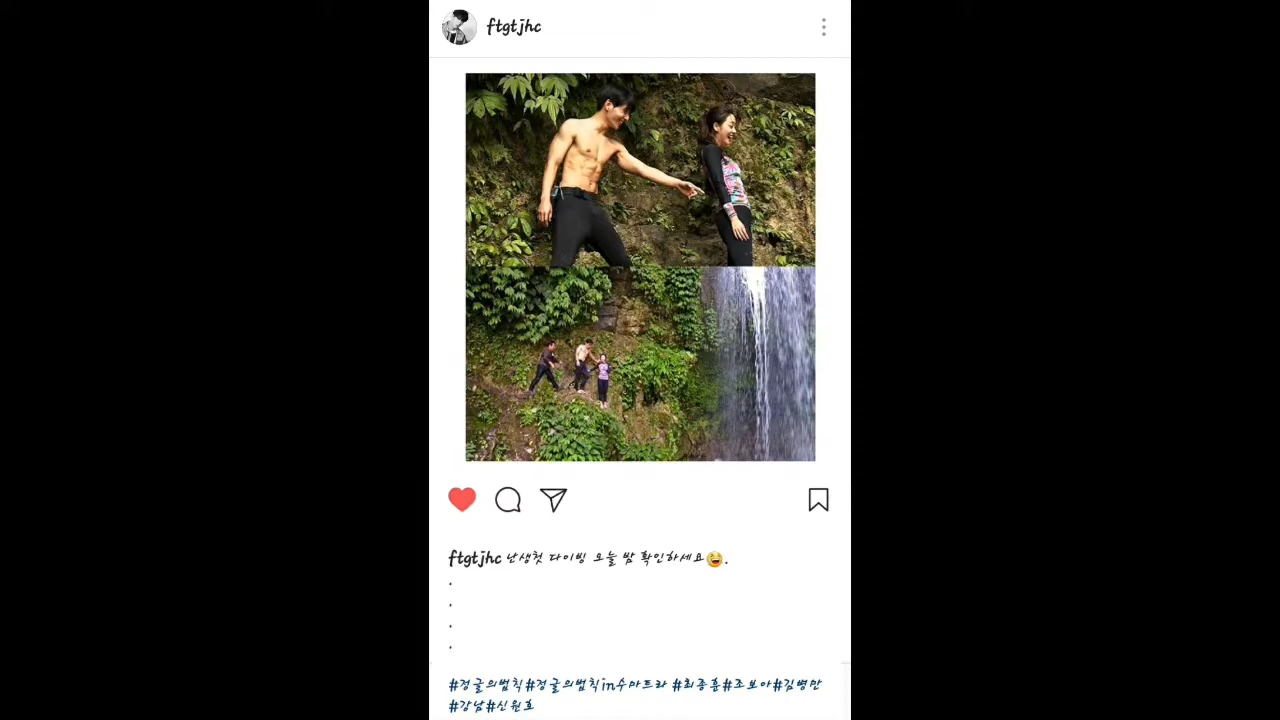 ftgtjhc
ftgtjhc 난생첫 다이빙 오늘 밤 확인하세요😆.
.
.
.
.
#정글의법칙#정글의법칙in수마트라 #최종훈#조보아#김병만
#강남#신원호